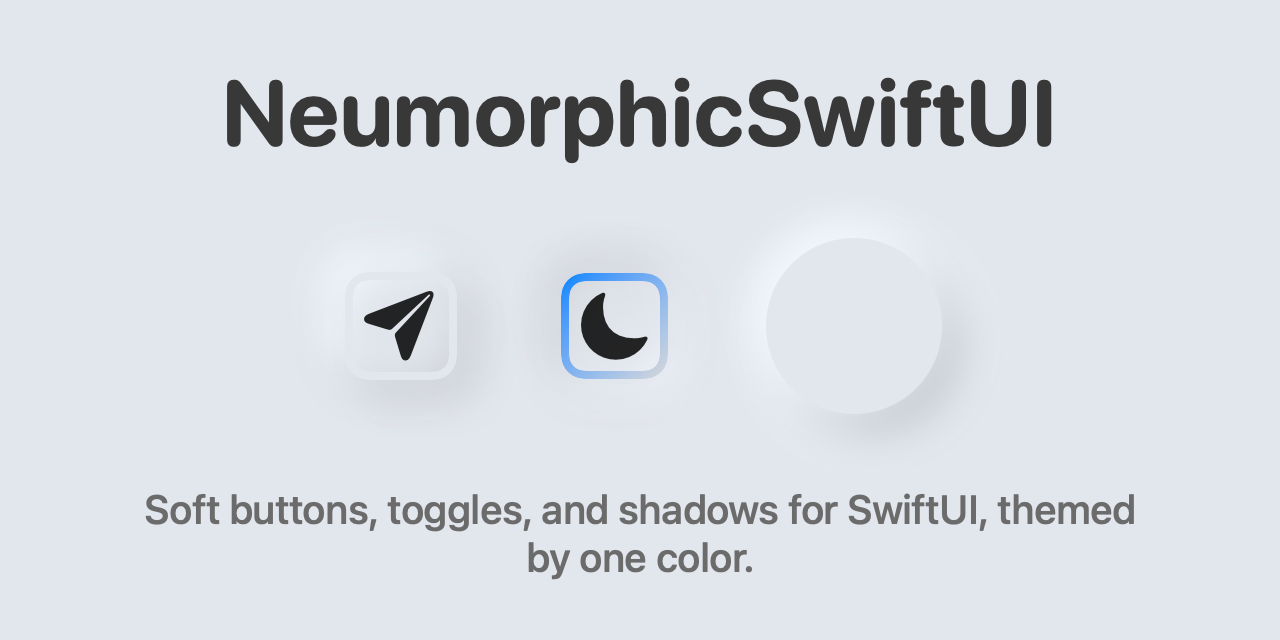 NeumorphicSwiftUI
Soft buttons, toggles, and shadows for SwiftUI, themed
by one color.